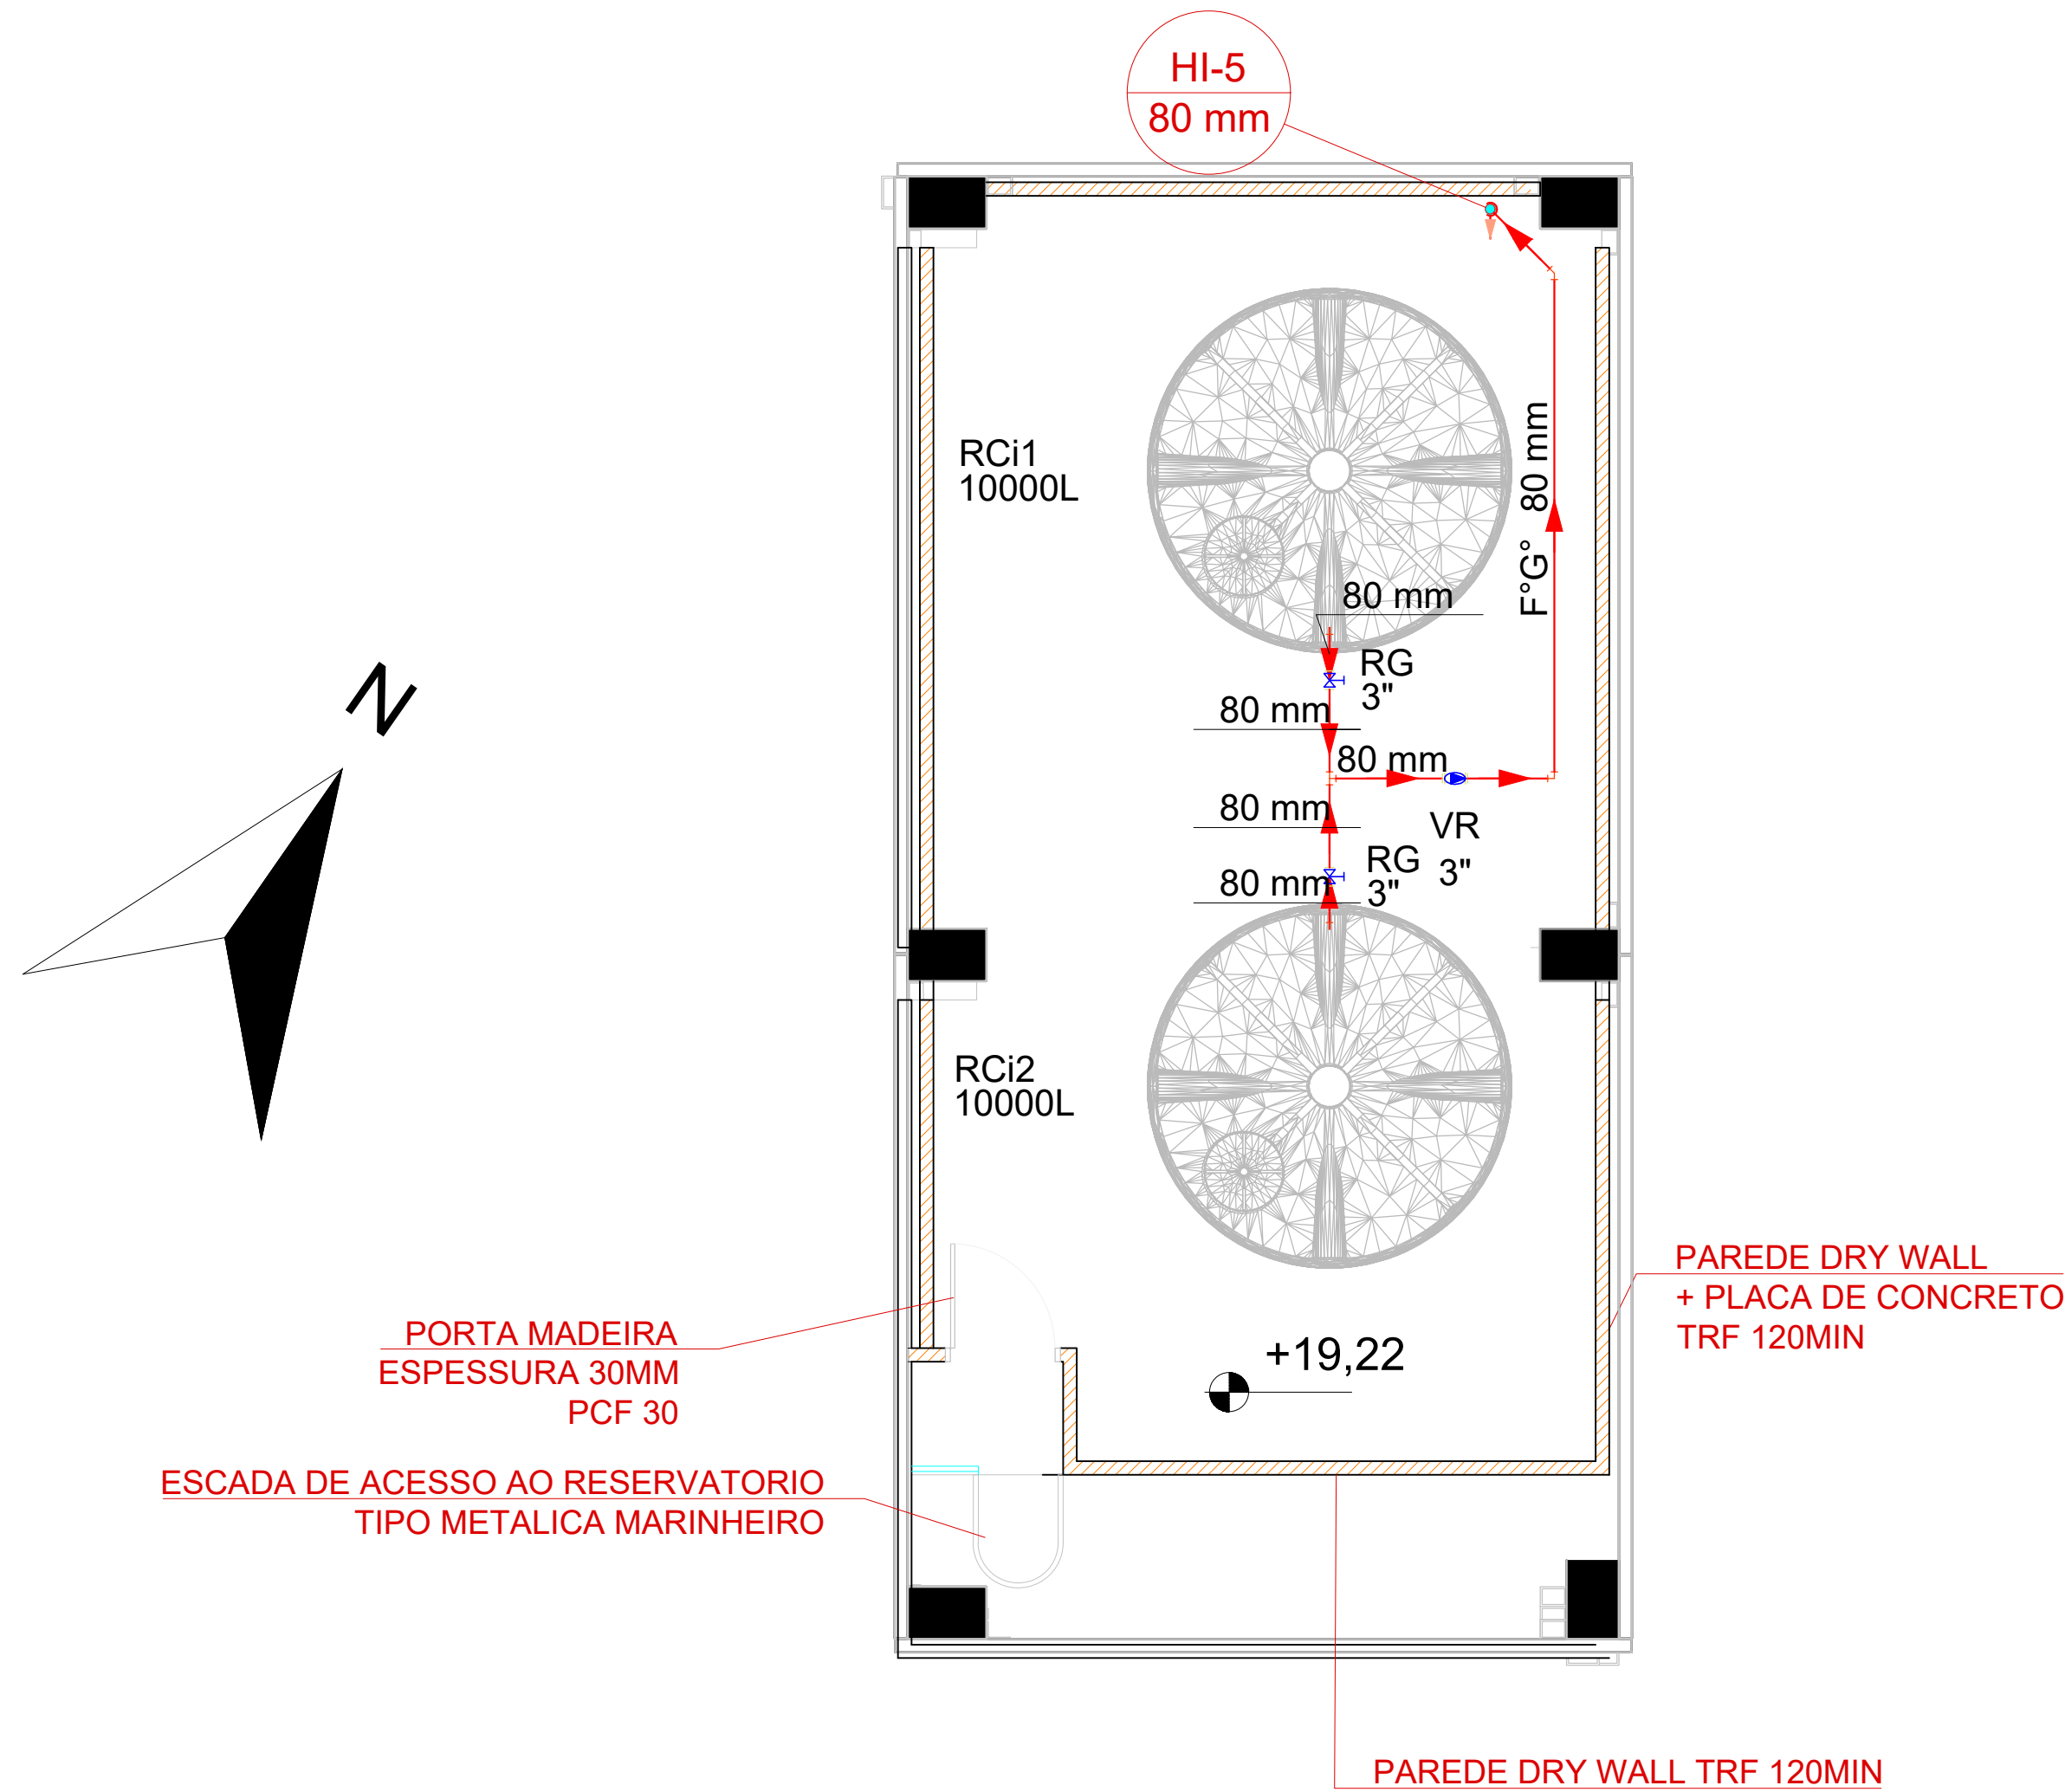 HI-5
80 mm
RCi1
10000L
F°G° 80 mm
80 mm
RG
3"
80 mm
80 mm
80 mm
VR
3"
RG
3"
80 mm
N
RCi2
10000L
PAREDE DRY WALL
+ PLACA DE CONCRETO
TRF 120MIN
PORTA MADEIRA
ESPESSURA 30MM
PCF 30
+19,22
ESCADA DE ACESSO AO RESERVATORIO
TIPO METALICA MARINHEIRO
PAREDE DRY WALL TRF 120MIN